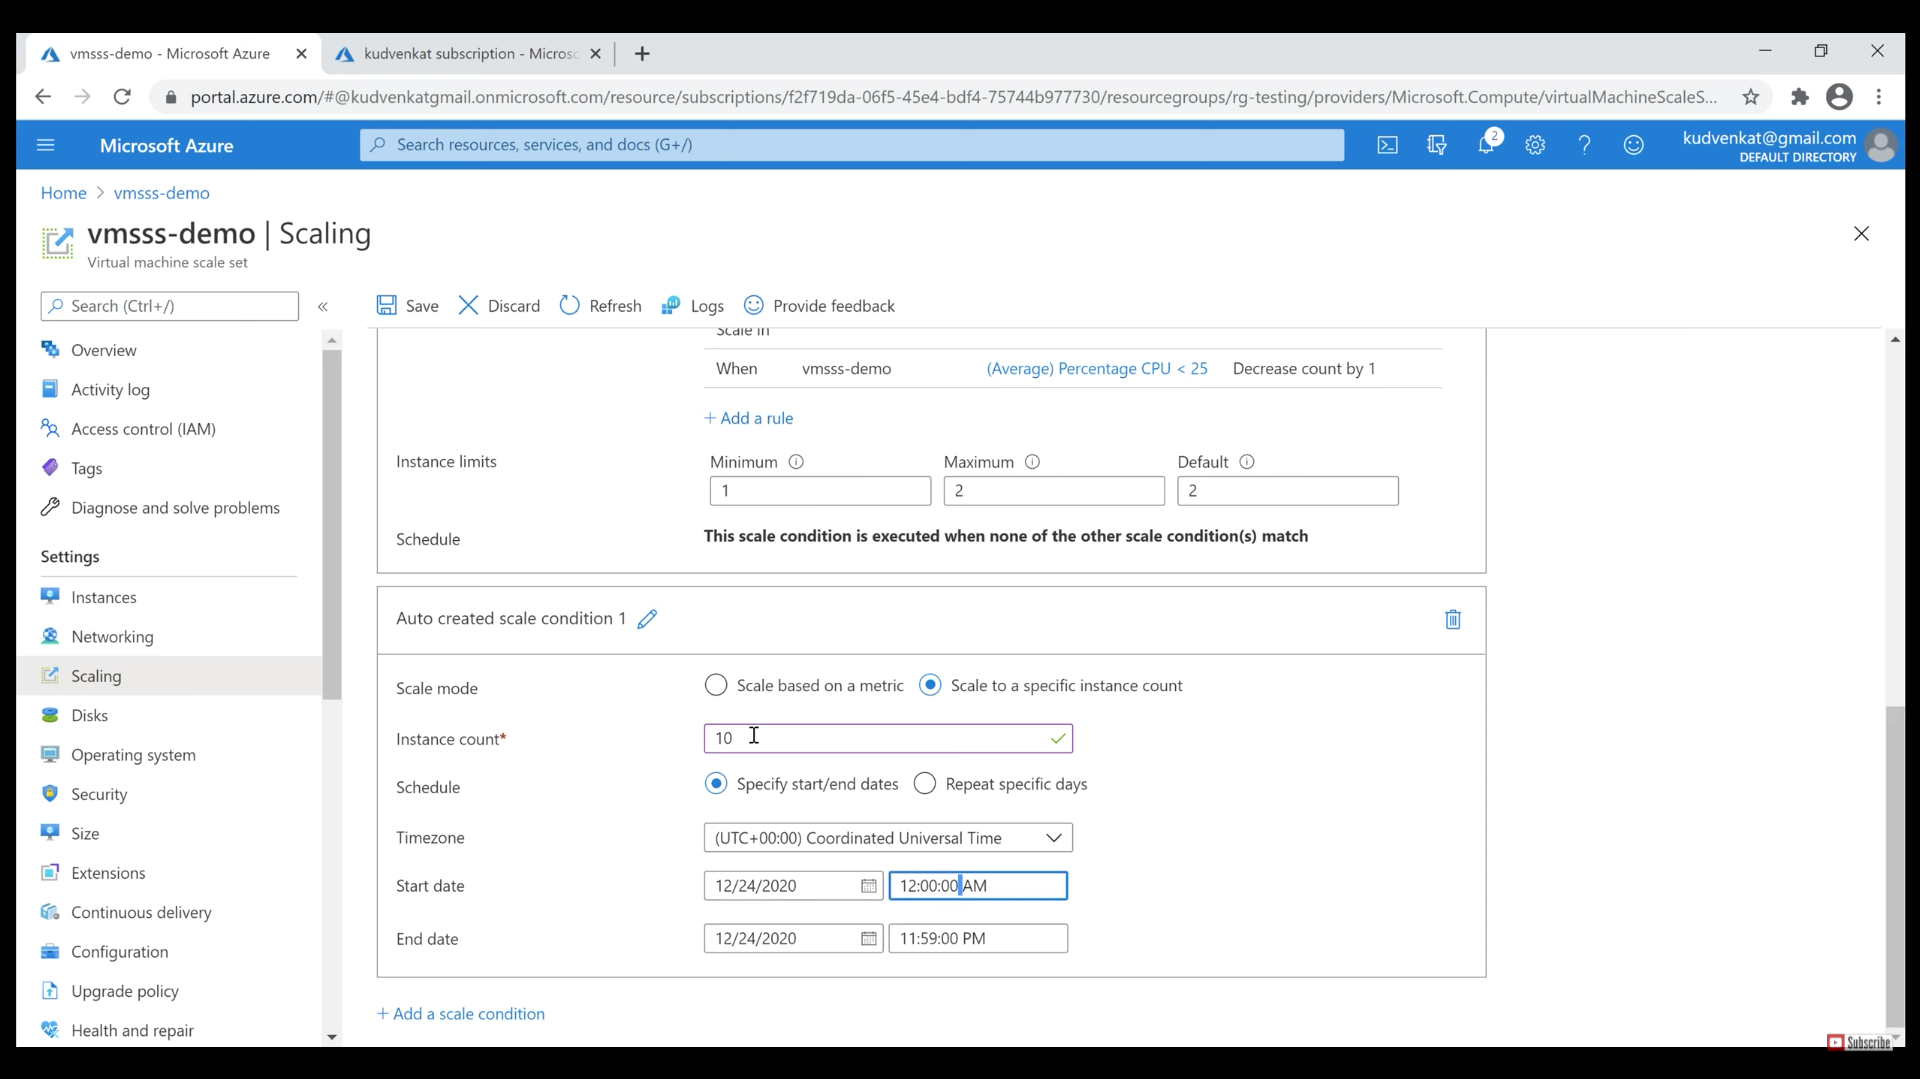 vmsss-demo - Microsoft Azure
kudvenkat subscription - Micros
portal.azure.com/#@kudvenkatgmail.onmicrosoft.com/resource/subscriptions/f2f719da-06f5-45e4-bdf4-75744b977730/resourcegroups/rg-testing/providers/Microsoft.Compute/virtualMachineScaleS...
Microsoft Azure
Search resources, services, and docs (G+/)
2
kudvenkat@gmail.com
DEFAULT DIRECTORY
Home > vmsss-demo
vmsss-demo | Scaling
Virtual machine scale set
Search (Ctrl+/)
«
Save
Discard
Refresh
Logs
Provide feedback
Overview
Activity log
Access control (IAM)
Tags
Diagnose and solve problems
Settings
Instances
Networking
Scaling
Disks
Operating system
Security
Size
Extensions
Continuous delivery
Configuration
Upgrade policy
Health and repair
Scale in
When vmsss-demo (Average) Percentage CPU < 25 Decrease count by 1
+ Add a rule
Instance limits
Minimum
Maximum
Default
1
2
2
Schedule
This scale condition is executed when none of the other scale condition(s) match
Auto created scale condition 1
Scale mode
Scale based on a metric
Scale to a specific instance count
Instance count*
10
Schedule
Specify start/end dates
Repeat specific days
Timezone
(UTC+00:00) Coordinated Universal Time
Start date
12/24/2020
12:00:00 AM
End date
12/24/2020
11:59:00 PM
+ Add a scale condition
Subscribe